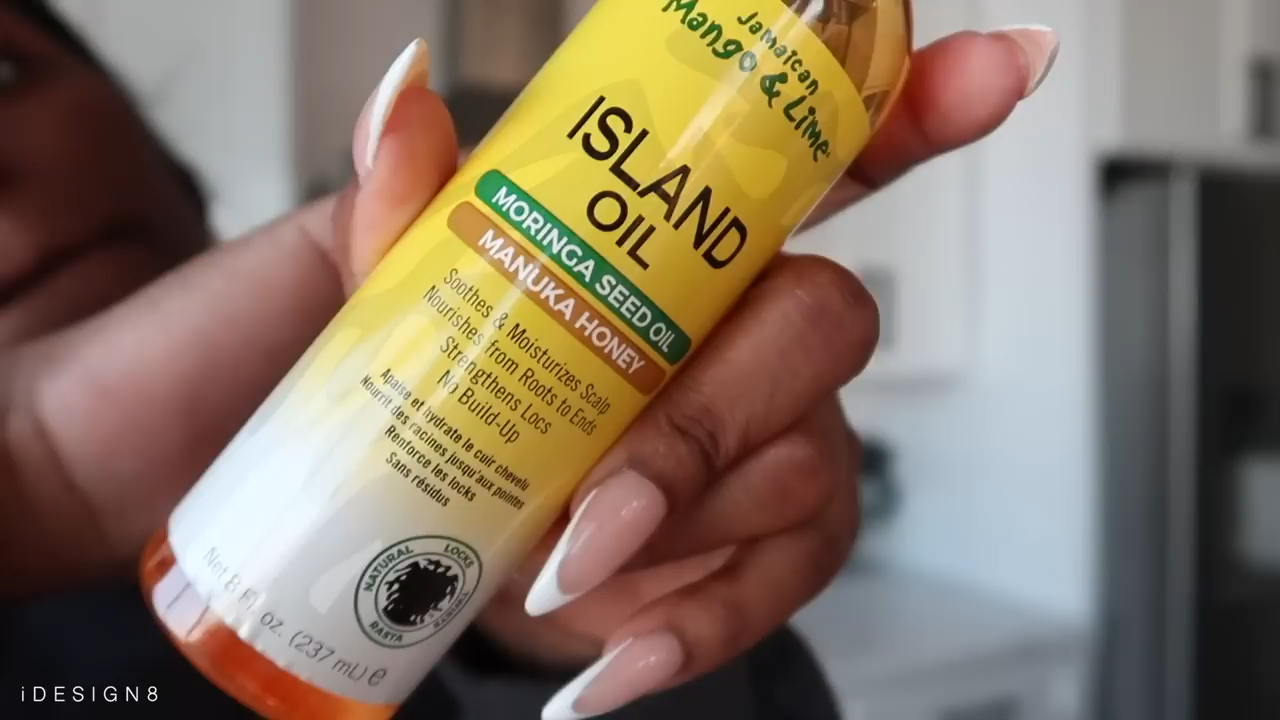 Jamaican
Mango & Lime
ISLAND
OIL
MORINGA SEED OIL
MANUKA HONEY
Soothes & Moisturizes Scalp
Nourishes from Roots to Ends
Strengthens Locs
No Build-Up
Apaise et hydrate le cuir chevelu
Nourrit des racines jusqu'aux pointes
Renforce les locks
Sans résidus
NATURAL LOCKS
RASTA
Net 8 Fl oz. (237 mL) e
iDESIGN8